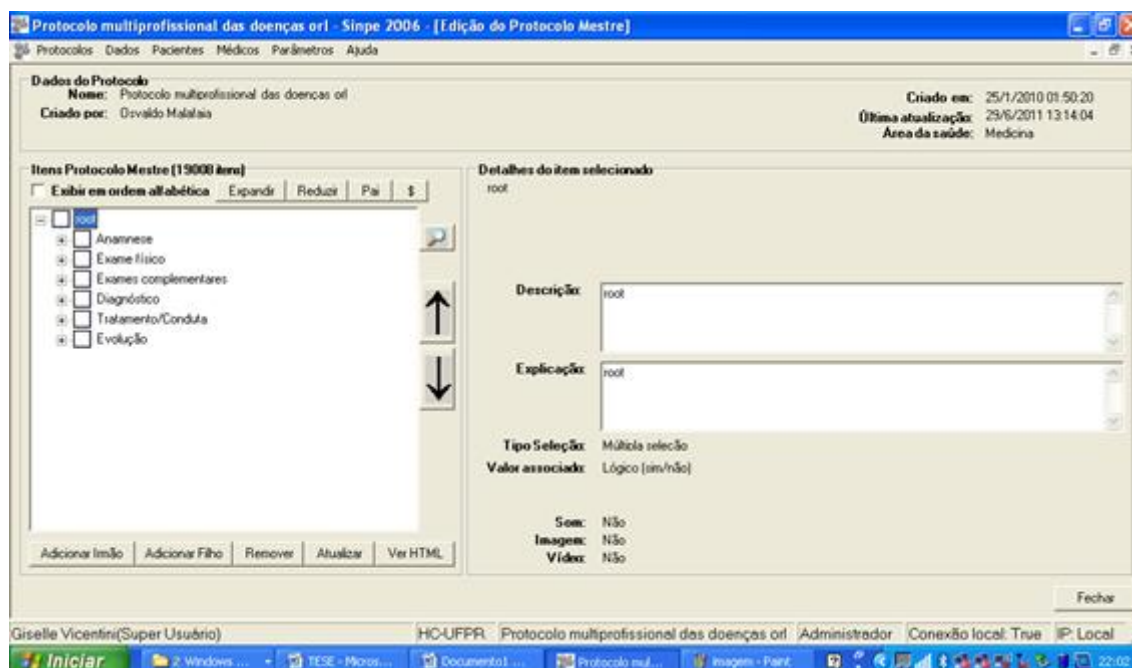 Protocolo multiprofissional das doenças orl - Sinpe 2006 - [Edição do Protocolo Mestre]
Protocolos Dados Pacientes Médicos Parâmetros Ajuda
Dados do Protocolo
Nome: Protocolo multiprofissional das doencas orl
Criado por: Osvaldo Malafaia
Criado em: 25/1/2010 01:50:20
Última atualização: 29/6/2011 13:14:04
Área da saúde: Medicina
Itens Protocolo Mestre (19008 itens)
Exibir em ordem alfabética Expandir Reduzir Pai $
root
Anamnese
Exame físico
Exames complementares
Diagnóstico
Tratamento/Conduta
Evolução
Adicionar Irmão Adicionar Filho Remover Atualizar Ver HTML
Detalhes do item selecionado
root
Descrição: root
Explicação: root
Tipo Seleção: Múltipla selecão
Valor associado: Lógico (sim/não)
Som: Não
Imagem: Não
Vídeo: Não
Fechar
Giselle Vicentini(Super Usuário) HC-UFPR Protocolo multiprofissional das doenças orl Administrador Conexão local: True IP: Local
Iniciar 2 Windows ... TESE - Micros... Documento1 ... Protocolo mul... imagem - Paint 22:02